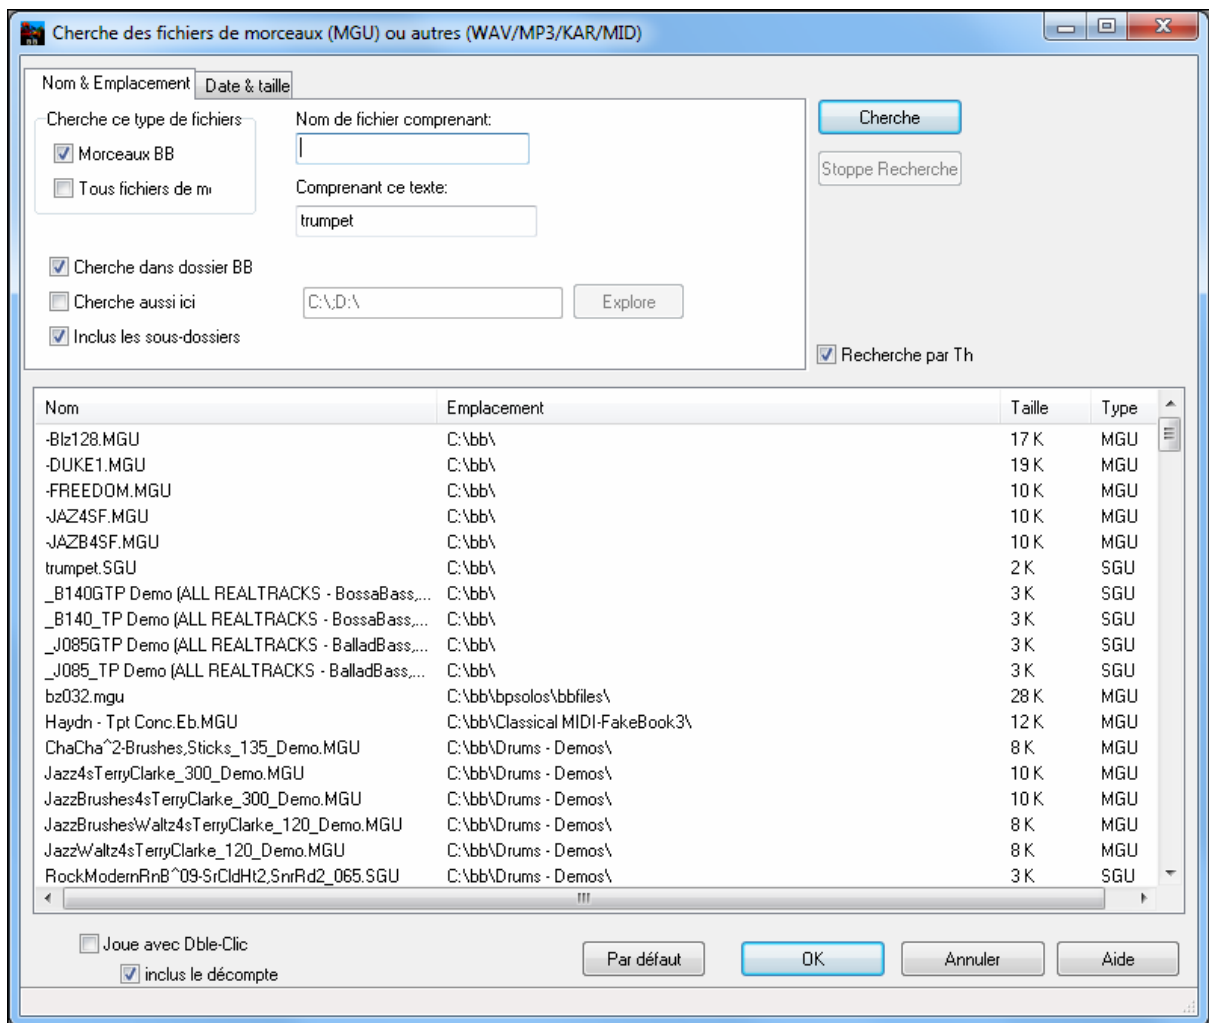 Cherche des fichiers de morceaux (MGU) ou autres (WAV/MP3/KAR/MID)
Nom & Emplacement Date & taille
Cherche ce type de fichiers
Morceaux BB
Tous fichiers de
Nom de fichier comprenant:
Comprenant ce texte:
trumpet
Cherche
Stoppe Recherche
Cherche dans dossier BB
Cherche aussi ici C:\;D:\ Explore
Inclus les sous-dossiers
Recherche par Th
Nom Emplacement Taille Type
-Blz128.MGU C:\bb\ 17 K MGU
-DUKE1.MGU C:\bb\ 19 K MGU
-FREEDOM.MGU C:\bb\ 10 K MGU
-JAZ4SF.MGU C:\bb\ 10 K MGU
-JAZB4SF.MGU C:\bb\ 10 K MGU
trumpet.SGU C:\bb\ 2 K SGU
_B140GTP Demo (ALL REALTRACKS - BossaBass,... C:\bb\ 3 K SGU
_B140_TP Demo (ALL REALTRACKS - BossaBass,... C:\bb\ 3 K SGU
_J085GTP Demo (ALL REALTRACKS - BalladBass,... C:\bb\ 3 K SGU
_J085_TP Demo (ALL REALTRACKS - BalladBass,... C:\bb\ 3 K SGU
bz032.mgu C:\bb\bpsolos\bbfiles\ 28 K MGU
Haydn - Tpt Conc.Eb.MGU C:\bb\Classical MIDI-FakeBook3\ 12 K MGU
ChaCha^2-Brushes,Sticks_135_Demo.MGU C:\bb\Drums - Demos\ 8 K MGU
Jazz4sTerryClarke_300_Demo.MGU C:\bb\Drums - Demos\ 10 K MGU
JazzBrushes4sTerryClarke_300_Demo.MGU C:\bb\Drums - Demos\ 10 K MGU
JazzBrushesWaltz4sTerryClarke_120_Demo.MGU C:\bb\Drums - Demos\ 8 K MGU
JazzWaltz4sTerryClarke_120_Demo.MGU C:\bb\Drums - Demos\ 8 K MGU
RockModernRnB^09-SrCldHt2,SnrRd2_065.SGU C:\bb\Drums - Demos\ 3 K SGU
Joue avec Dble-Clic
inclus le décompte
Par défaut OK Annuler Aide